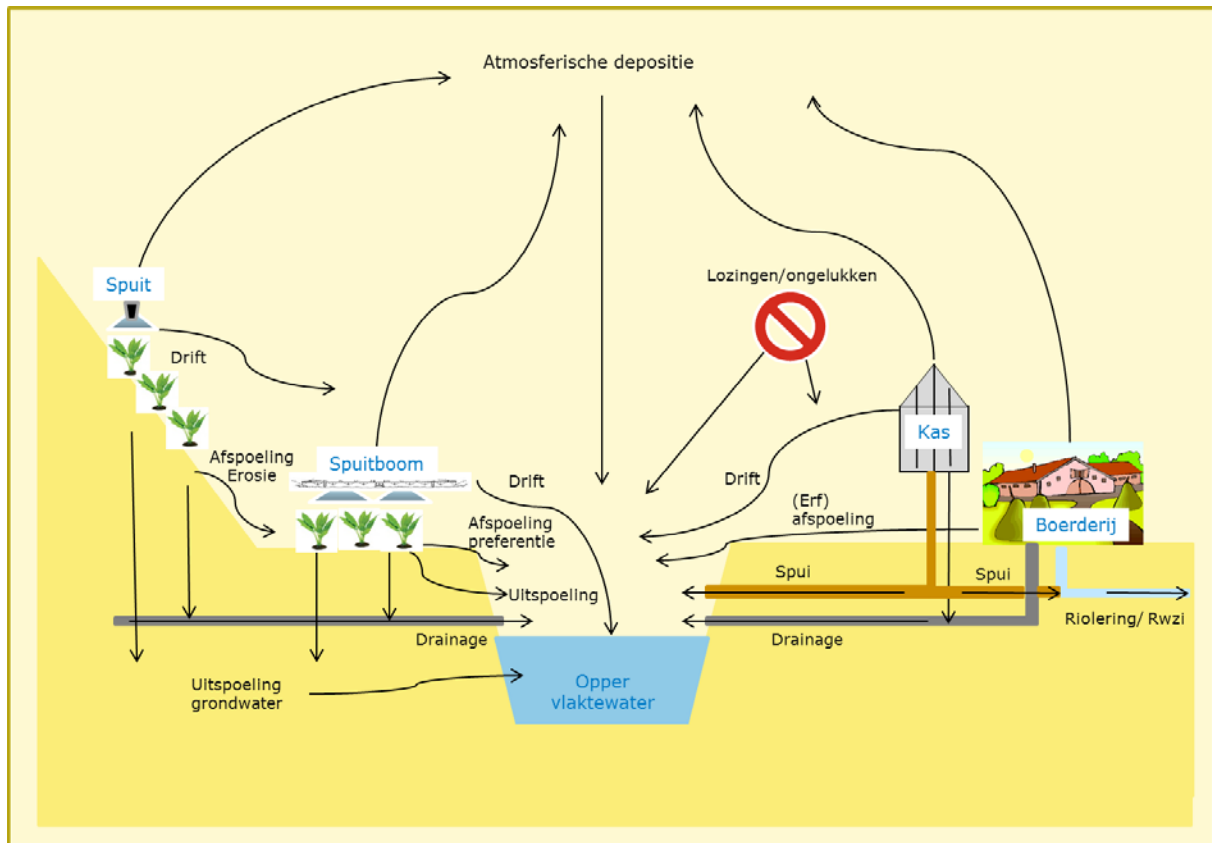 Atmosferische depositie
Spuit
Lozingen/ongelukken
Drift
Kas
Afspoeling
Erosie
Spuitboom
Drift
Drift
(Erf)
afspoeling
Afspoeling
preferentie
Boerderij
Spui
Spui
Uitspoeling
Riolering/ Rwzi
Drainage
Drainage
Uitspoeling
grondwater
Opper
vlaktewater